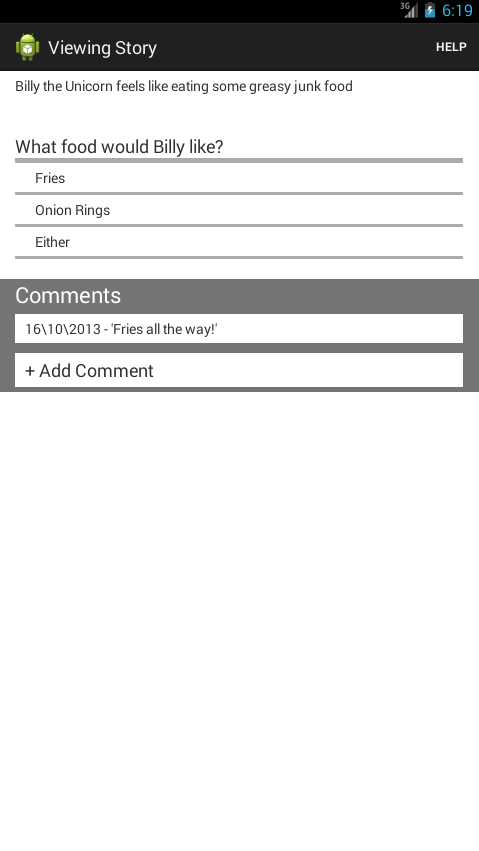 3G 6:19
Viewing Story HELP
Billy the Unicorn feels like eating some greasy junk food
What food would Billy like?
Fries
Onion Rings
Either
Comments
16\10\2013 - 'Fries all the way!'
+ Add Comment